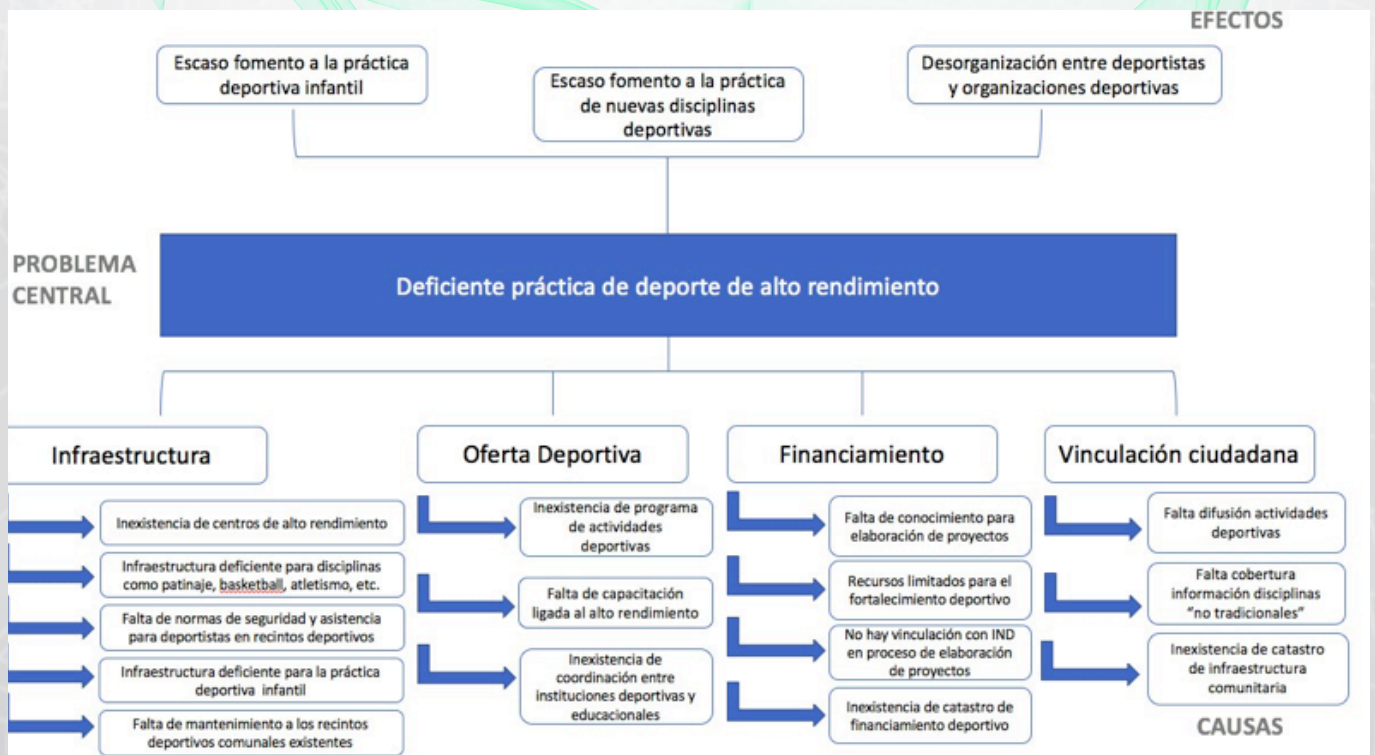 EFECTOS
Escaso fomento a la práctica
deportiva infantil
Escaso fomento a la práctica
de nuevas disciplinas
deportivas
Desorganización entre deportistas
y organizaciones deportivas
PROBLEMA
CENTRAL
Deficiente práctica de deporte de alto rendimiento
Infraestructura
Inexistencia de centros de alto rendimiento
Infraestructura deficiente para disciplinas
como patinaje, basketball, atletismo, etc.
Falta de normas de seguridad y asistencia
para deportistas en recintos deportivos
Infraestructura deficiente para la práctica
deportiva infantil
Falta de mantenimiento a los recintos
deportivos comunales existentes
Oferta Deportiva
Inexistencia de programa
de actividades
deportivas
Falta de capacitación
ligada al alto rendimiento
Inexistencia de
coordinación entre
instituciones deportivas y
educacionales
Financiamiento
Falta de conocimiento para
elaboración de proyectos
Recursos limitados para el
fortalecimiento deportivo
No hay vinculación con IND
en proceso de elaboración
de proyectos
Inexistencia de catastro de
financiamiento deportivo
Vinculación ciudadana
Falta difusión actividades
deportivas
Falta cobertura
información disciplinas
“no tradicionales”
Inexistencia de catastro
de infraestructura
comunitaria
CAUSAS